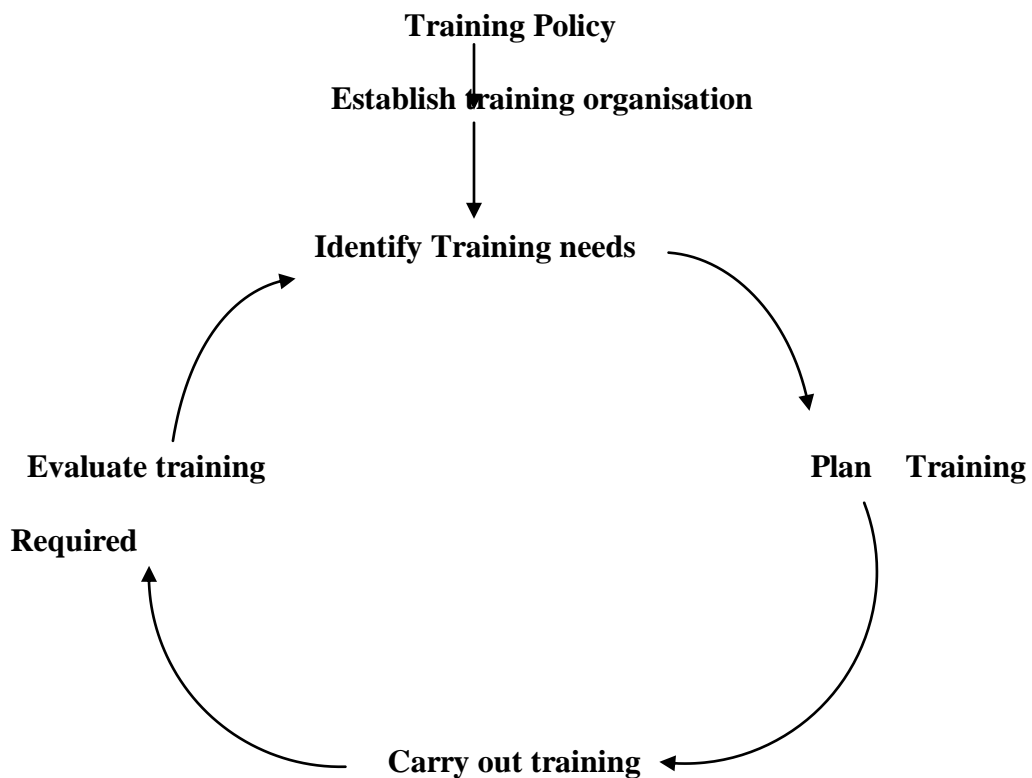 Training Policy
Establish training organisation
Identify Training needs
Evaluate training Plan Training
Required
Carry out training